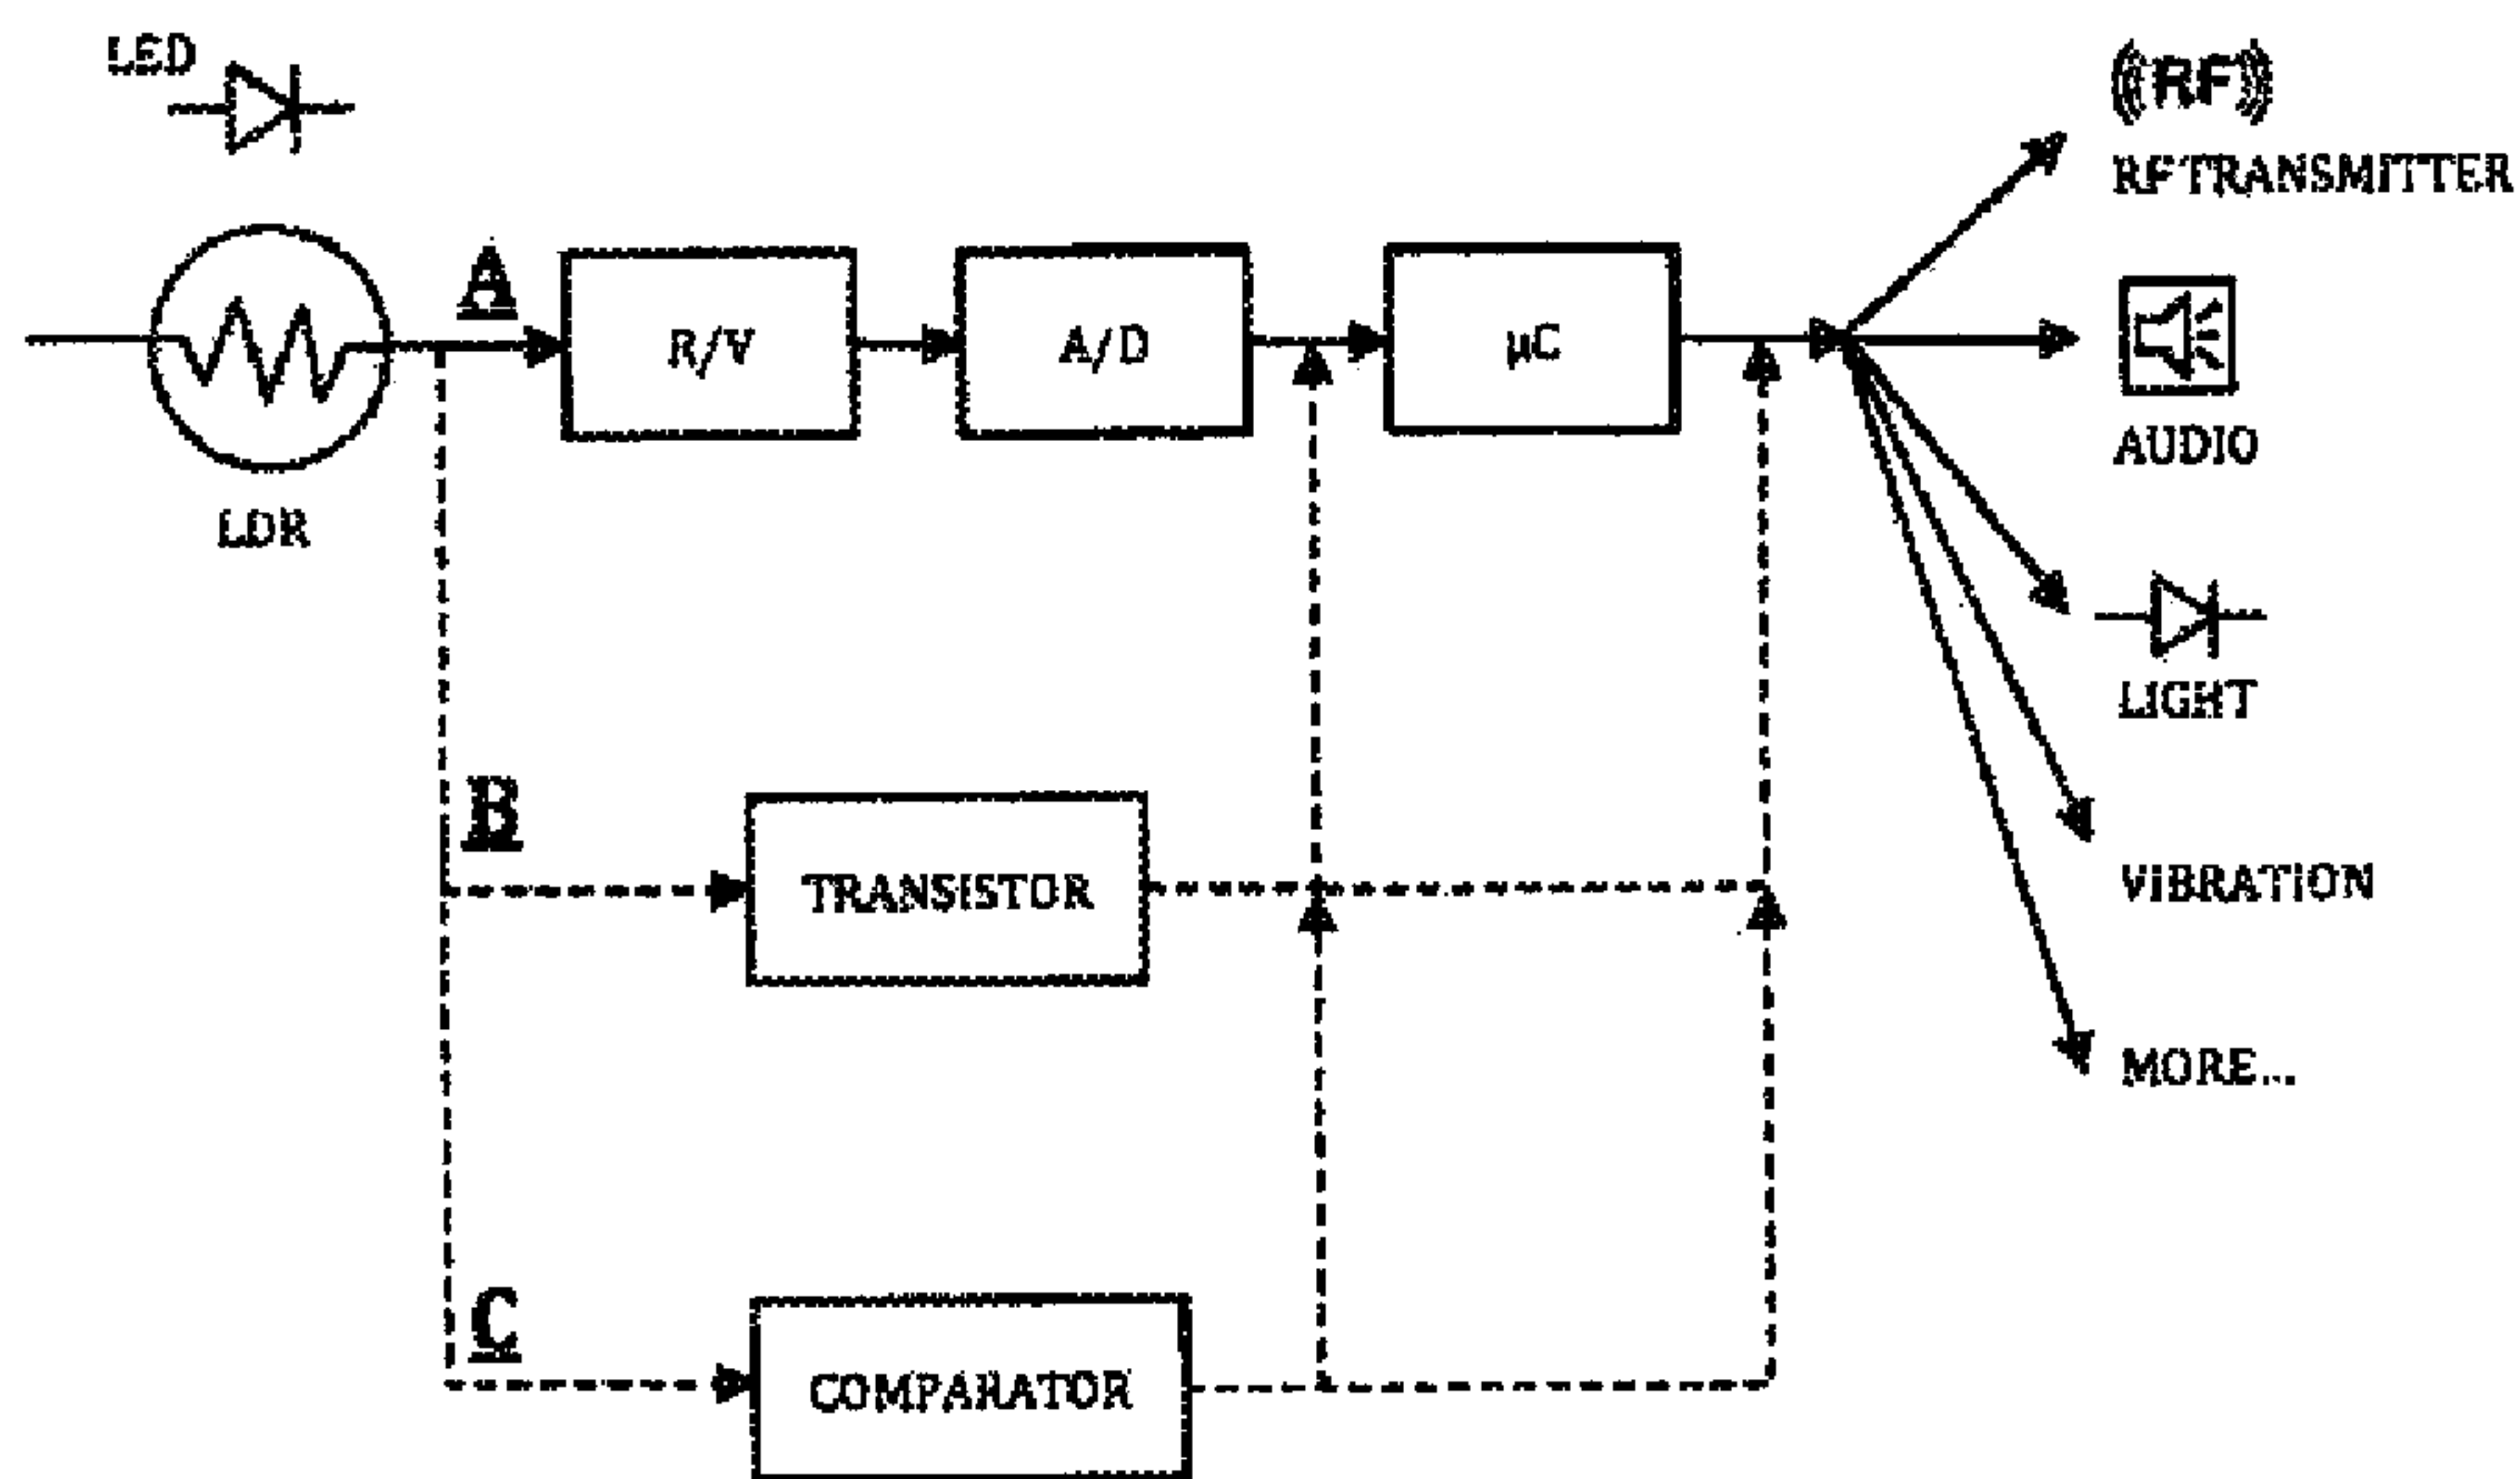 LED
((RF))
RF TRANSMITTER
A
R/V
A/D
µC
AUDIO
LDR
LIGHT
B
TRANSISTOR
ViBRATiON
MORE...
C
COMPARATOR